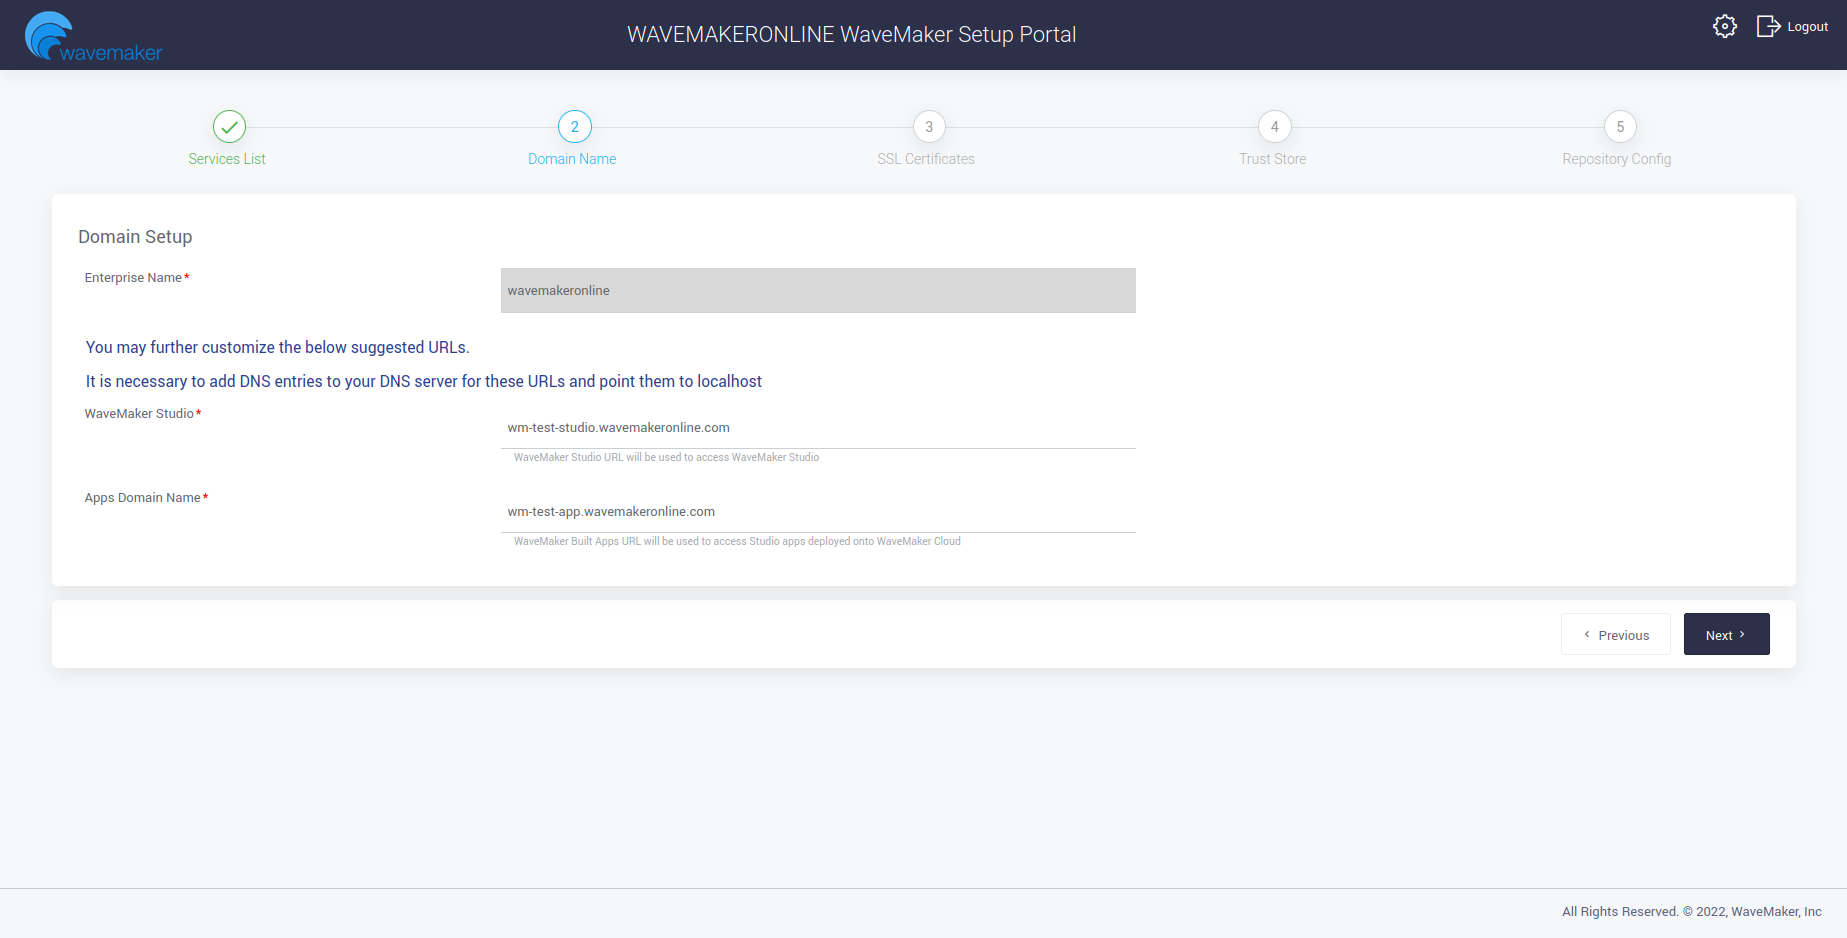 wavemaker
WAVEMAKERONLINE WaveMaker Setup Portal
Logout
2
3
4
5
Services List
Domain Name
SSL Certificates
Trust Store
Repository Config
Domain Setup
Enterprise Name*
wavemakeronline
You may further customize the below suggested URLs.
It is necessary to add DNS entries to your DNS server for these URLs and point them to localhost
WaveMaker Studio*
wm-test-studio.wavemakeronline.com
WaveMaker Studio URL will be used to access WaveMaker Studio
Apps Domain Name*
wm-test-app.wavemakeronline.com
WaveMaker Built Apps URL will be used to access Studio apps deployed onto WaveMaker Cloud
Previous
Next
All Rights Reserved. © 2022, WaveMaker, Inc